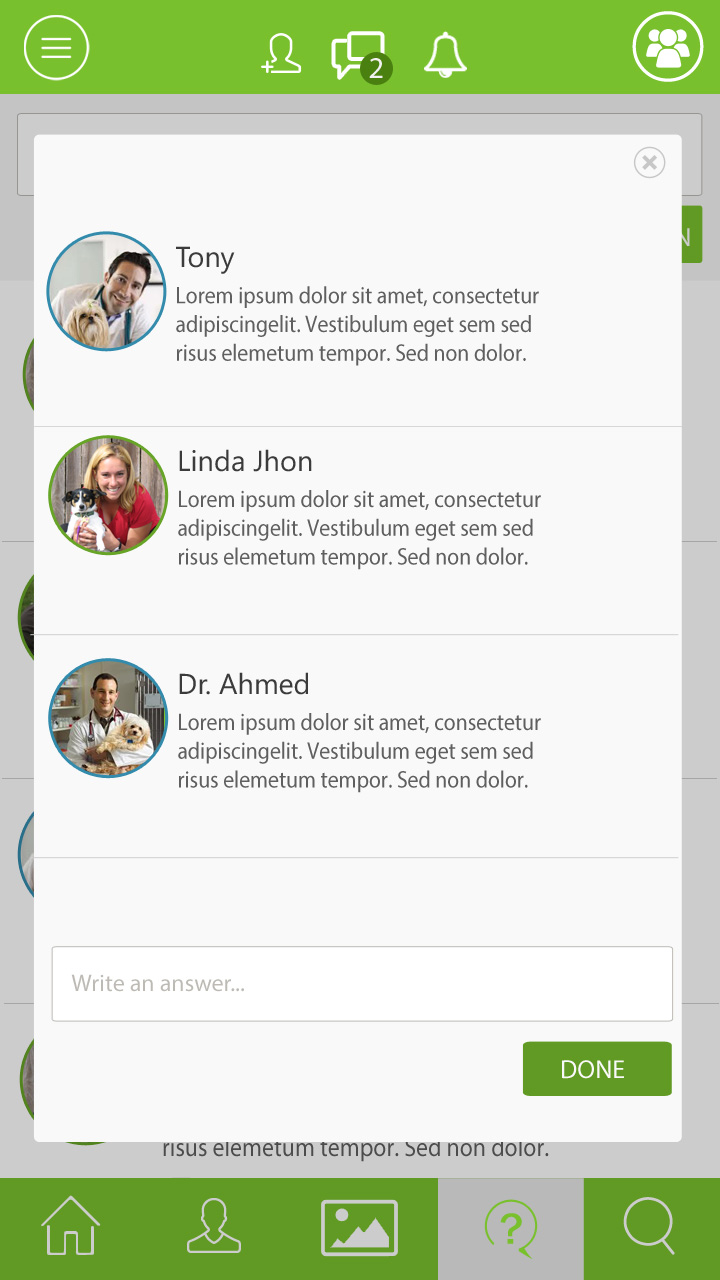 2
N
Tony
Lorem ipsum dolor sit amet, consectetur
adipiscingelit. Vestibulum eget sem sed
risus elemetum tempor. Sed non dolor.
Linda Jhon
Lorem ipsum dolor sit amet, consectetur
adipiscingelit. Vestibulum eget sem sed
risus elemetum tempor. Sed non dolor.
Dr. Ahmed
Lorem ipsum dolor sit amet, consectetur
adipiscingelit. Vestibulum eget sem sed
risus elemetum tempor. Sed non dolor.
Write an answer...
DONE
risus elemetum tempor. Sed non dolor.
?